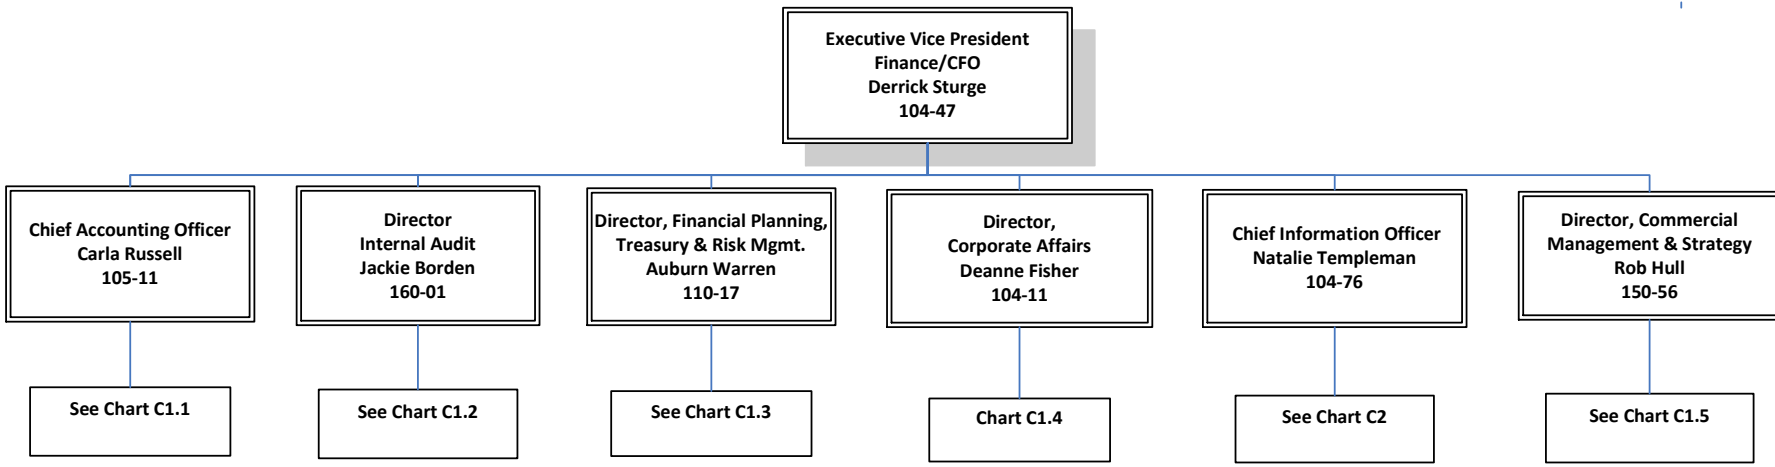 Executive Vice President
Finance/CFO
Derrick Sturge
104-47
Chief Accounting Officer
Carla Russell
105-11
Director
Internal Audit
Jackie Borden
160-01
Director, Financial Planning,
Treasury & Risk Mgmt.
Auburn Warren
110-17
Director,
Corporate Affairs
Deanne Fisher
104-11
Chief Information Officer
Natalie Templeman
104-76
Director, Commercial
Management & Strategy
Rob Hull
150-56
See Chart C1.1
See Chart C1.2
See Chart C1.3
Chart C1.4
See Chart C2
See Chart C1.5